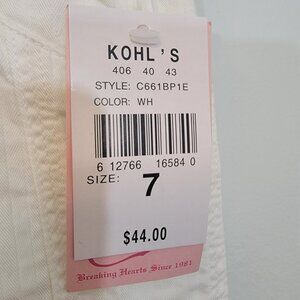 KOHL'S
406 40 43
STYLE: C661BP1E
COLOR: WH
6 12766 16584 0
SIZE: 7
$44.00
Breaking Hearts Since 1981